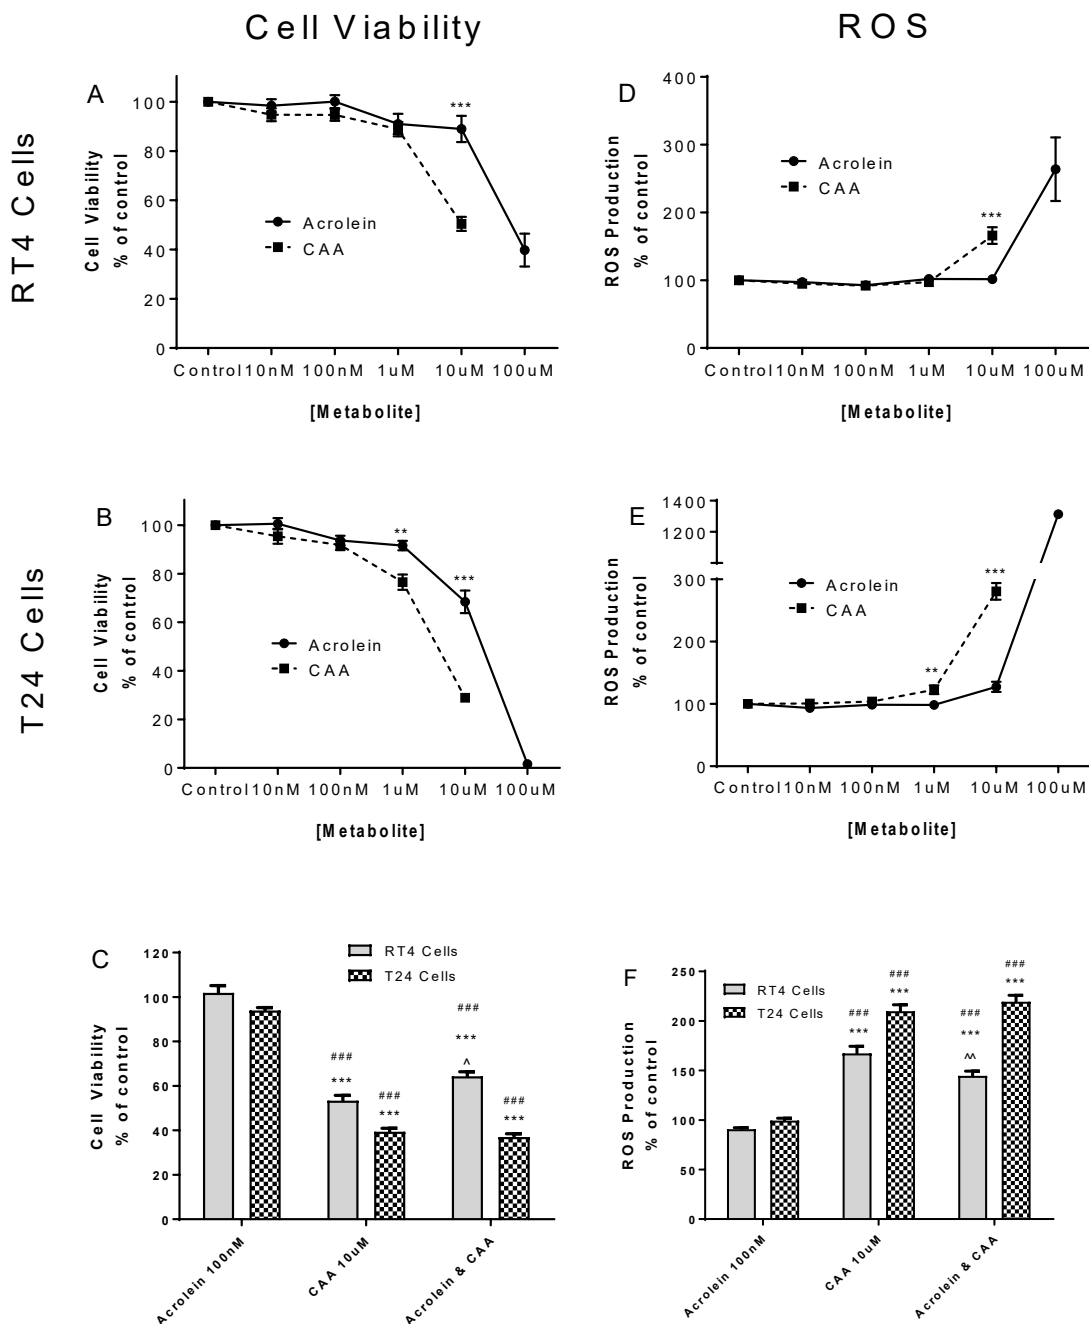 Cell Viability
ROS
RT4 Cells
T24 Cells
A
Cell Viability
% of control
100
80
60
40
20
0
***
Acrolein
CAA
Control 10nM 100nM 1uM 10uM 100uM
[Metabolite]
D
ROS Production
% of control
400
300
200
100
0
***
Acrolein
CAA
Control 10nM 100nM 1uM 10uM 100uM
[Metabolite]
B
Cell Viability
% of control
100
80
60
40
20
0
**
***
Acrolein
CAA
Control 10nM 100nM 1uM 10uM 100uM
[Metabolite]
E
ROS Production
% of control
1400
1200
300
200
100
0
**
***
Acrolein
CAA
Control 10nM 100nM 1uM 10uM 100uM
[Metabolite]
C
Cell Viability
% of control
120
100
80
60
40
20
0
RT4 Cells
T24 Cells
###
***
###
***
###
***
^
###
***
Acrolein 100nM
CAA 10uM
Acrolein & CAA
F
ROS Production
% of control
250
200
150
100
50
0
RT4 Cells
T24 Cells
###
***
###
***
###
***
^^
###
***
Acrolein 100nM
CAA 10uM
Acrolein & CAA